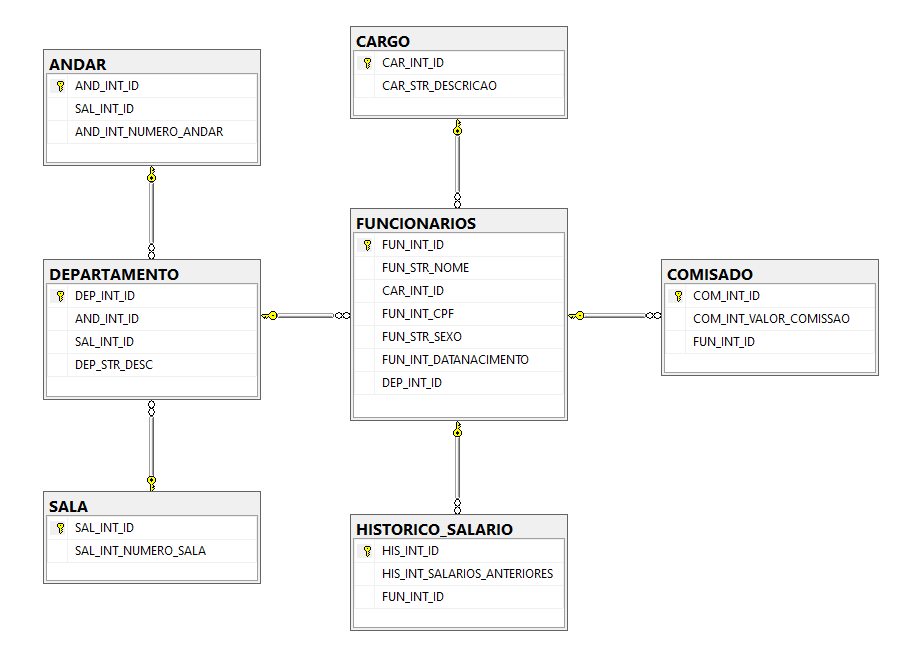 ANDAR
AND_INT_ID
SAL_INT_ID
AND_INT_NUMERO_ANDAR
CARGO
CAR_INT_ID
CAR_STR_DESCRICAO
DEPARTAMENTO
DEP_INT_ID
AND_INT_ID
SAL_INT_ID
DEP_STR_DESC
FUNCIONARIOS
FUN_INT_ID
FUN_STR_NOME
CAR_INT_ID
FUN_INT_CPF
FUN_STR_SEXO
FUN_INT_DATANACIMENTO
DEP_INT_ID
COMISADO
COM_INT_ID
COM_INT_VALOR_COMISSAO
FUN_INT_ID
SALA
SAL_INT_ID
SAL_INT_NUMERO_SALA
HISTORICO_SALARIO
HIS_INT_ID
HIS_INT_SALARIOS_ANTERIORES
FUN_INT_ID